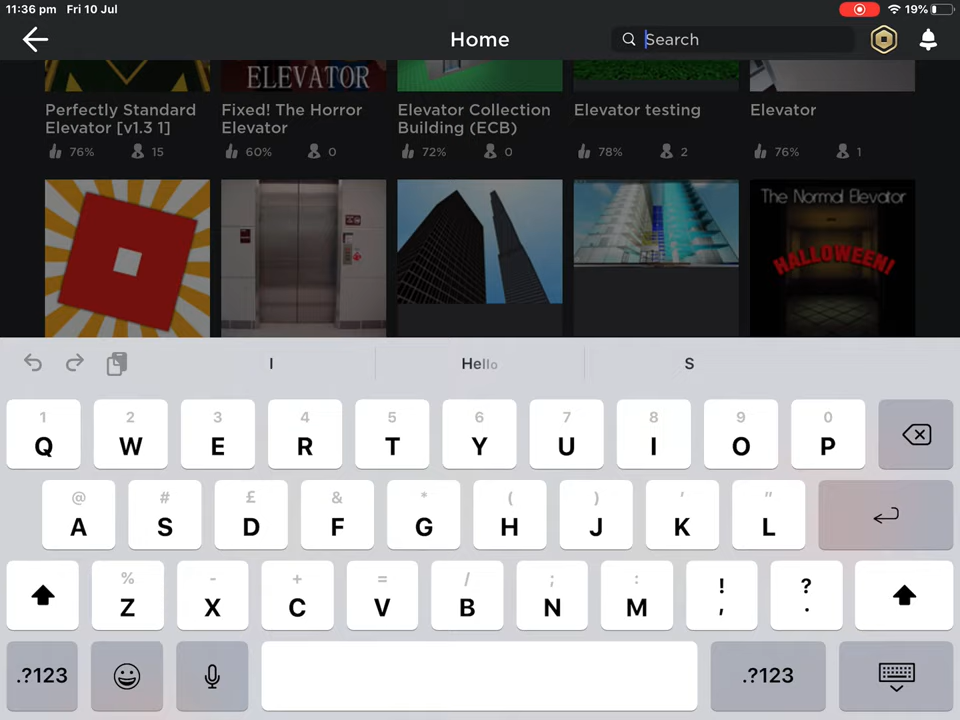 11:36 pm Fri 10 Jul 19%
Home
Search
ELEVATOR
Perfectly Standard Elevator [v1.3 1]
76% 15
Fixed! The Horror Elevator
60% 0
Elevator Collection Building (ECB)
72% 0
Elevator testing
78% 2
Elevator
76% 1
The Normal Elevator
HALLOWEEN!
I Hello S
1 2 3 4 5 6 7 8 9 0
Q W E R T Y U I O P
@ # £ & * ( ) ' "
A S D F G H J K L
% - + = / ; : ! ?
Z X C V B N M , .
.?123 .?123